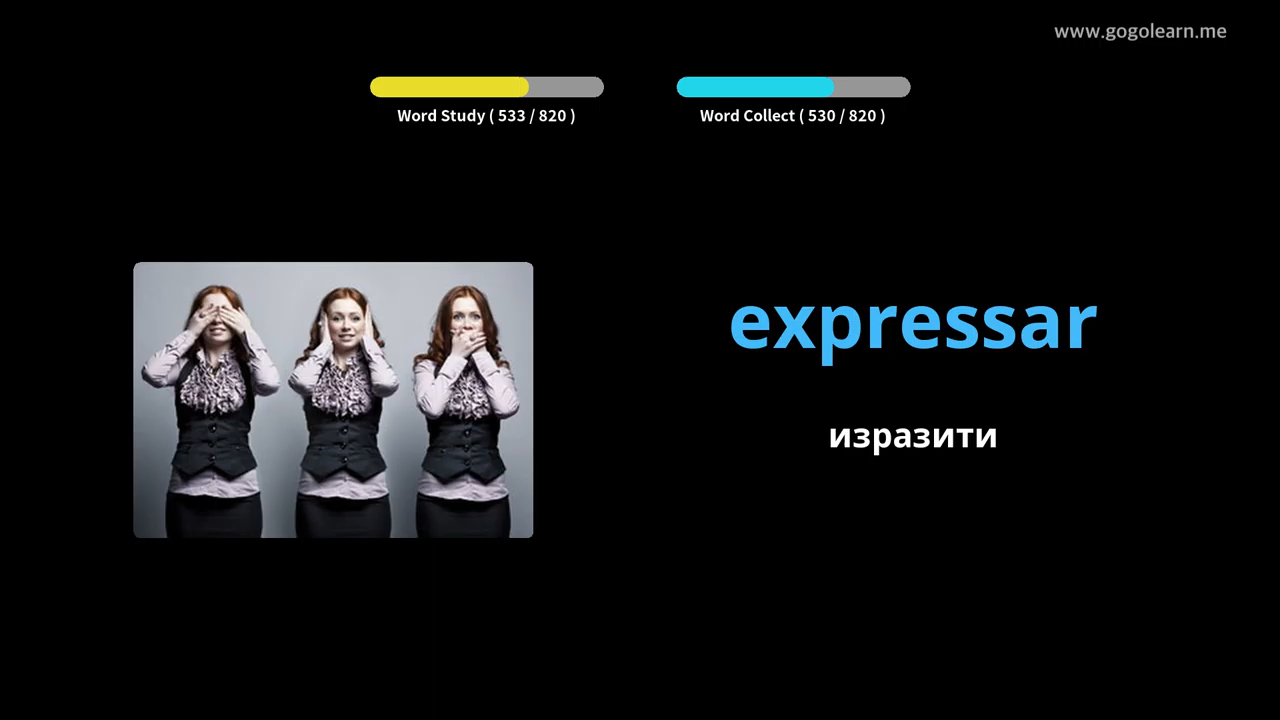 www.gogolearn.me
Word Study ( 533 / 820 )
Word Collect ( 530 / 820 )
expressar
изразити